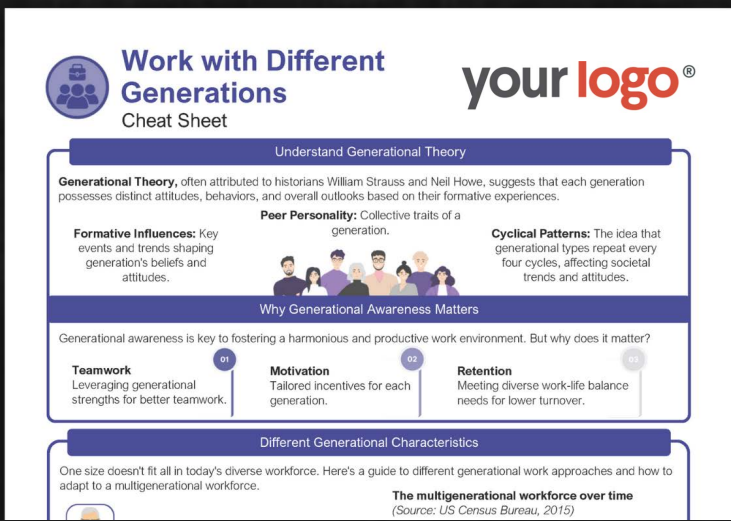 Work with Different
Generations
Cheat Sheet
your logo®
Understand Generational Theory
Generational Theory, often attributed to historians William Strauss and Neil Howe, suggests that each generation
possesses distinct attitudes, behaviors, and overall outlooks based on their formative experiences.
Formative Influences: Key
events and trends shaping
generation's beliefs and
attitudes.
Peer Personality: Collective traits of a
generation.
Cyclical Patterns: The idea that
generational types repeat every
four cycles, affecting societal
trends and attitudes.
Why Generational Awareness Matters
Generational awareness is key to fostering a harmonious and productive work environment. But why does it matter?
01
Teamwork
Leveraging generational
strengths for better teamwork.
02
Motivation
Tailored incentives for each
generation.
03
Retention
Meeting diverse work-life balance
needs for lower turnover.
Different Generational Characteristics
One size doesn't fit all in today's diverse workforce. Here's a guide to different generational work approaches and how to
adapt to a multigenerational workforce.
The multigenerational workforce over time
(Source: US Census Bureau, 2015)